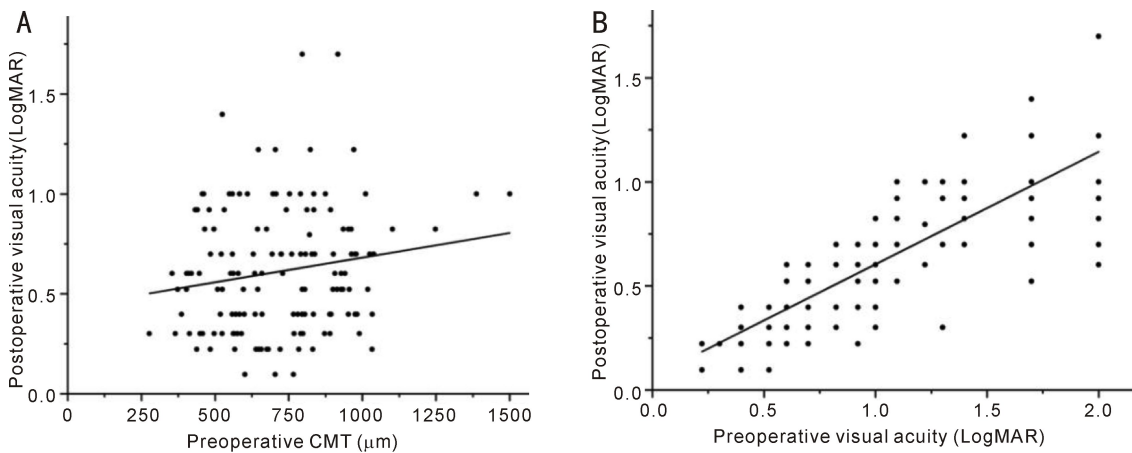 A
Postoperative visual acuity(LogMAR)
1.5
1.0
0.5
0.0
0 250 500 750 1000 1250 1500
Preoperative CMT (μm)
B
Postoperative visual acuity(LogMAR)
1.5
1.0
0.5
0.0
0.0 0.5 1.0 1.5 2.0
Preoperative visual acuity (LogMAR)